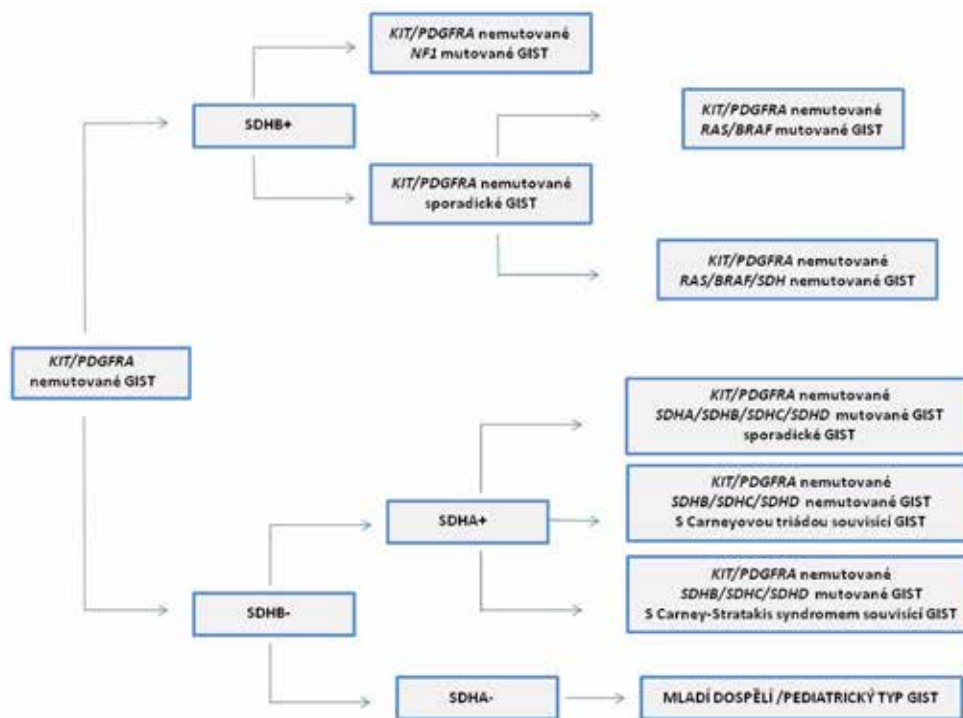 KIT/PDGFRA nemutované
NF1 mutované GIST
SDHB+
KIT/PDGFRA nemutované
RAS/BRAF mutované GIST
KIT/PDGFRA nemutované
sporadické GIST
KIT/PDGFRA nemutované
RAS/BRAF/SDH nemutované GIST
KIT/PDGFRA
nemutované GIST
KIT/PDGFRA nemutované
SDHA/SDHB/SDHC/SDHD mutované GIST
sporadické GIST
SDHA+
KIT/PDGFRA nemutované
SDHB/SDHC/SDHD nemutované GIST
S Carneyovou triádou souvisící GIST
KIT/PDGFRA nemutované
SDHB/SDHC/SDHD mutované GIST
S Carney-Stratakis syndromem souvisící GIST
SDHB-
SDHA-
MLADÍ DOSPĚLÍ /PEDIATRICKÝ TYP GIST